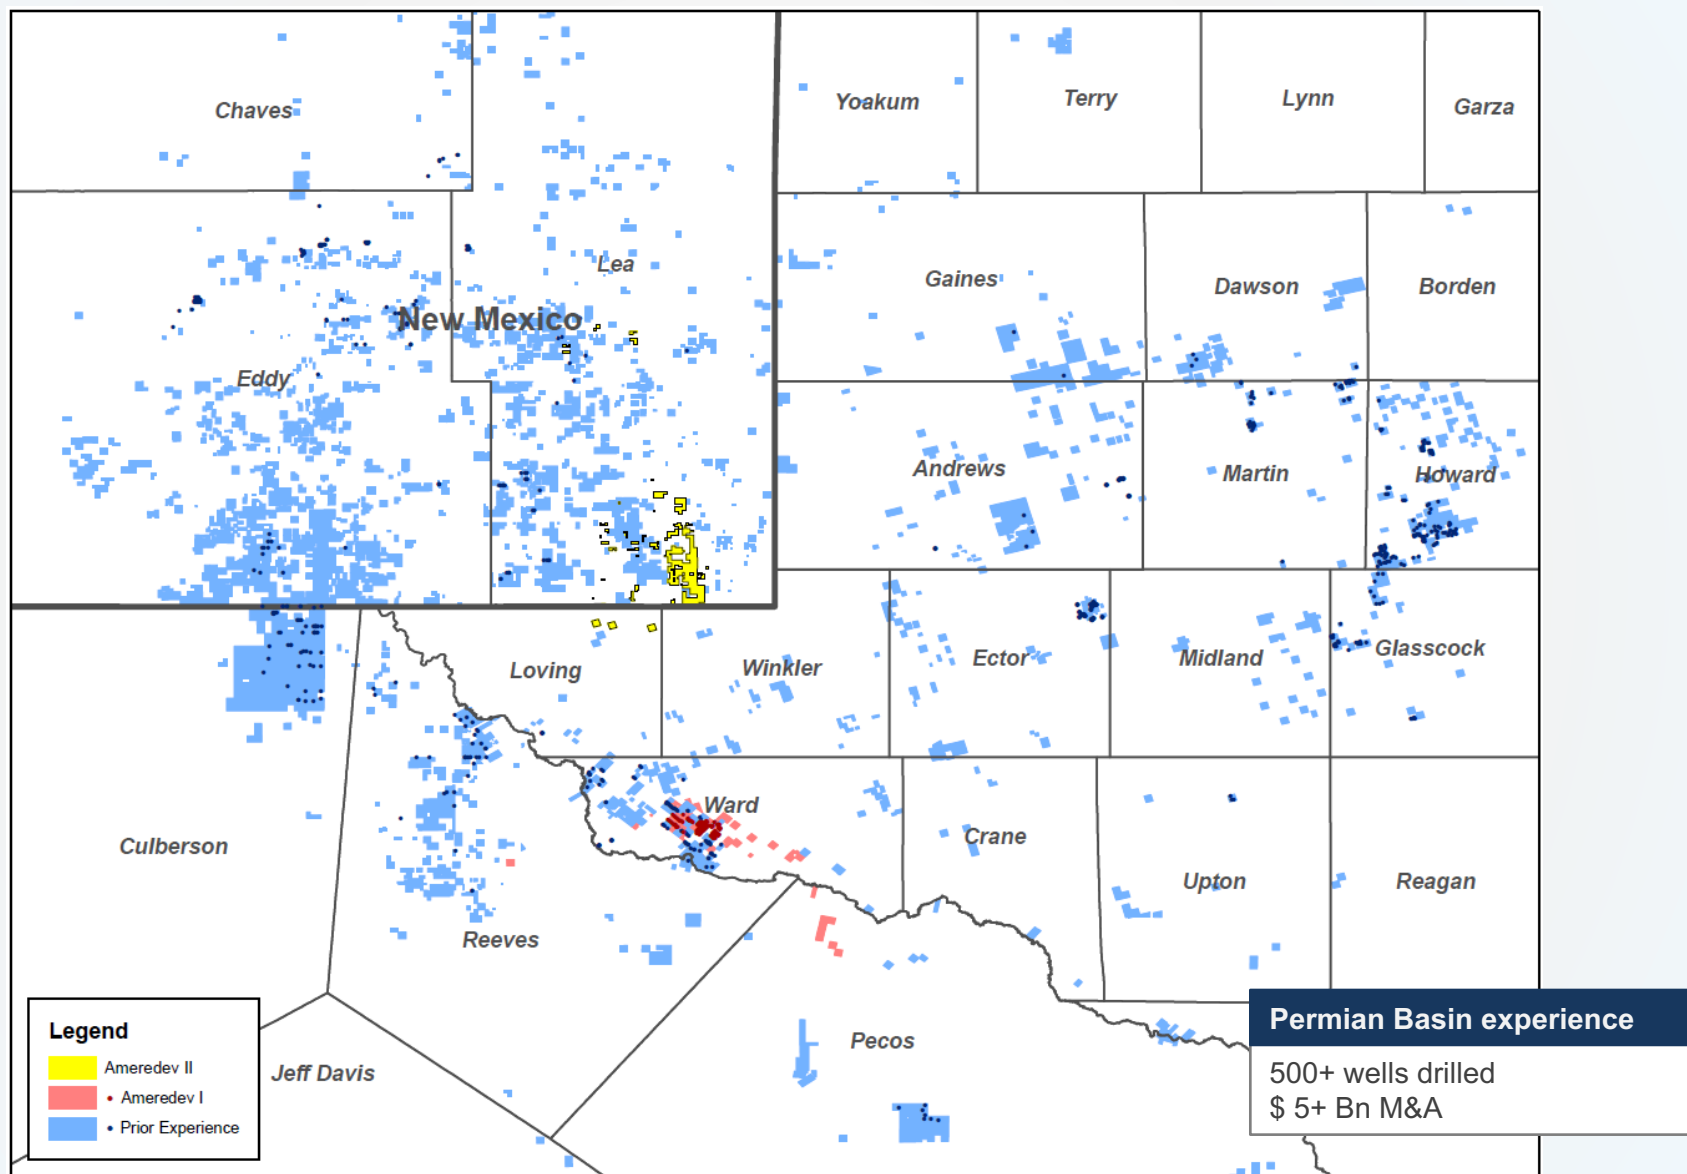 Chaves
Yoakum
Terry
Lynn
Garza
Lea
Gaines
Dawson
Borden
New Mexico
Eddy
Andrews
Martin
Howard
Loving
Winkler
Ector
Midland
Glasscock
Ward
Culberson
Crane
Upton
Reagan
Reeves
Pecos
Jeff Davis
Legend
Ameredev II
Ameredev I
Prior Experience
Permian Basin experience
500+ wells drilled
$ 5+ Bn M&A